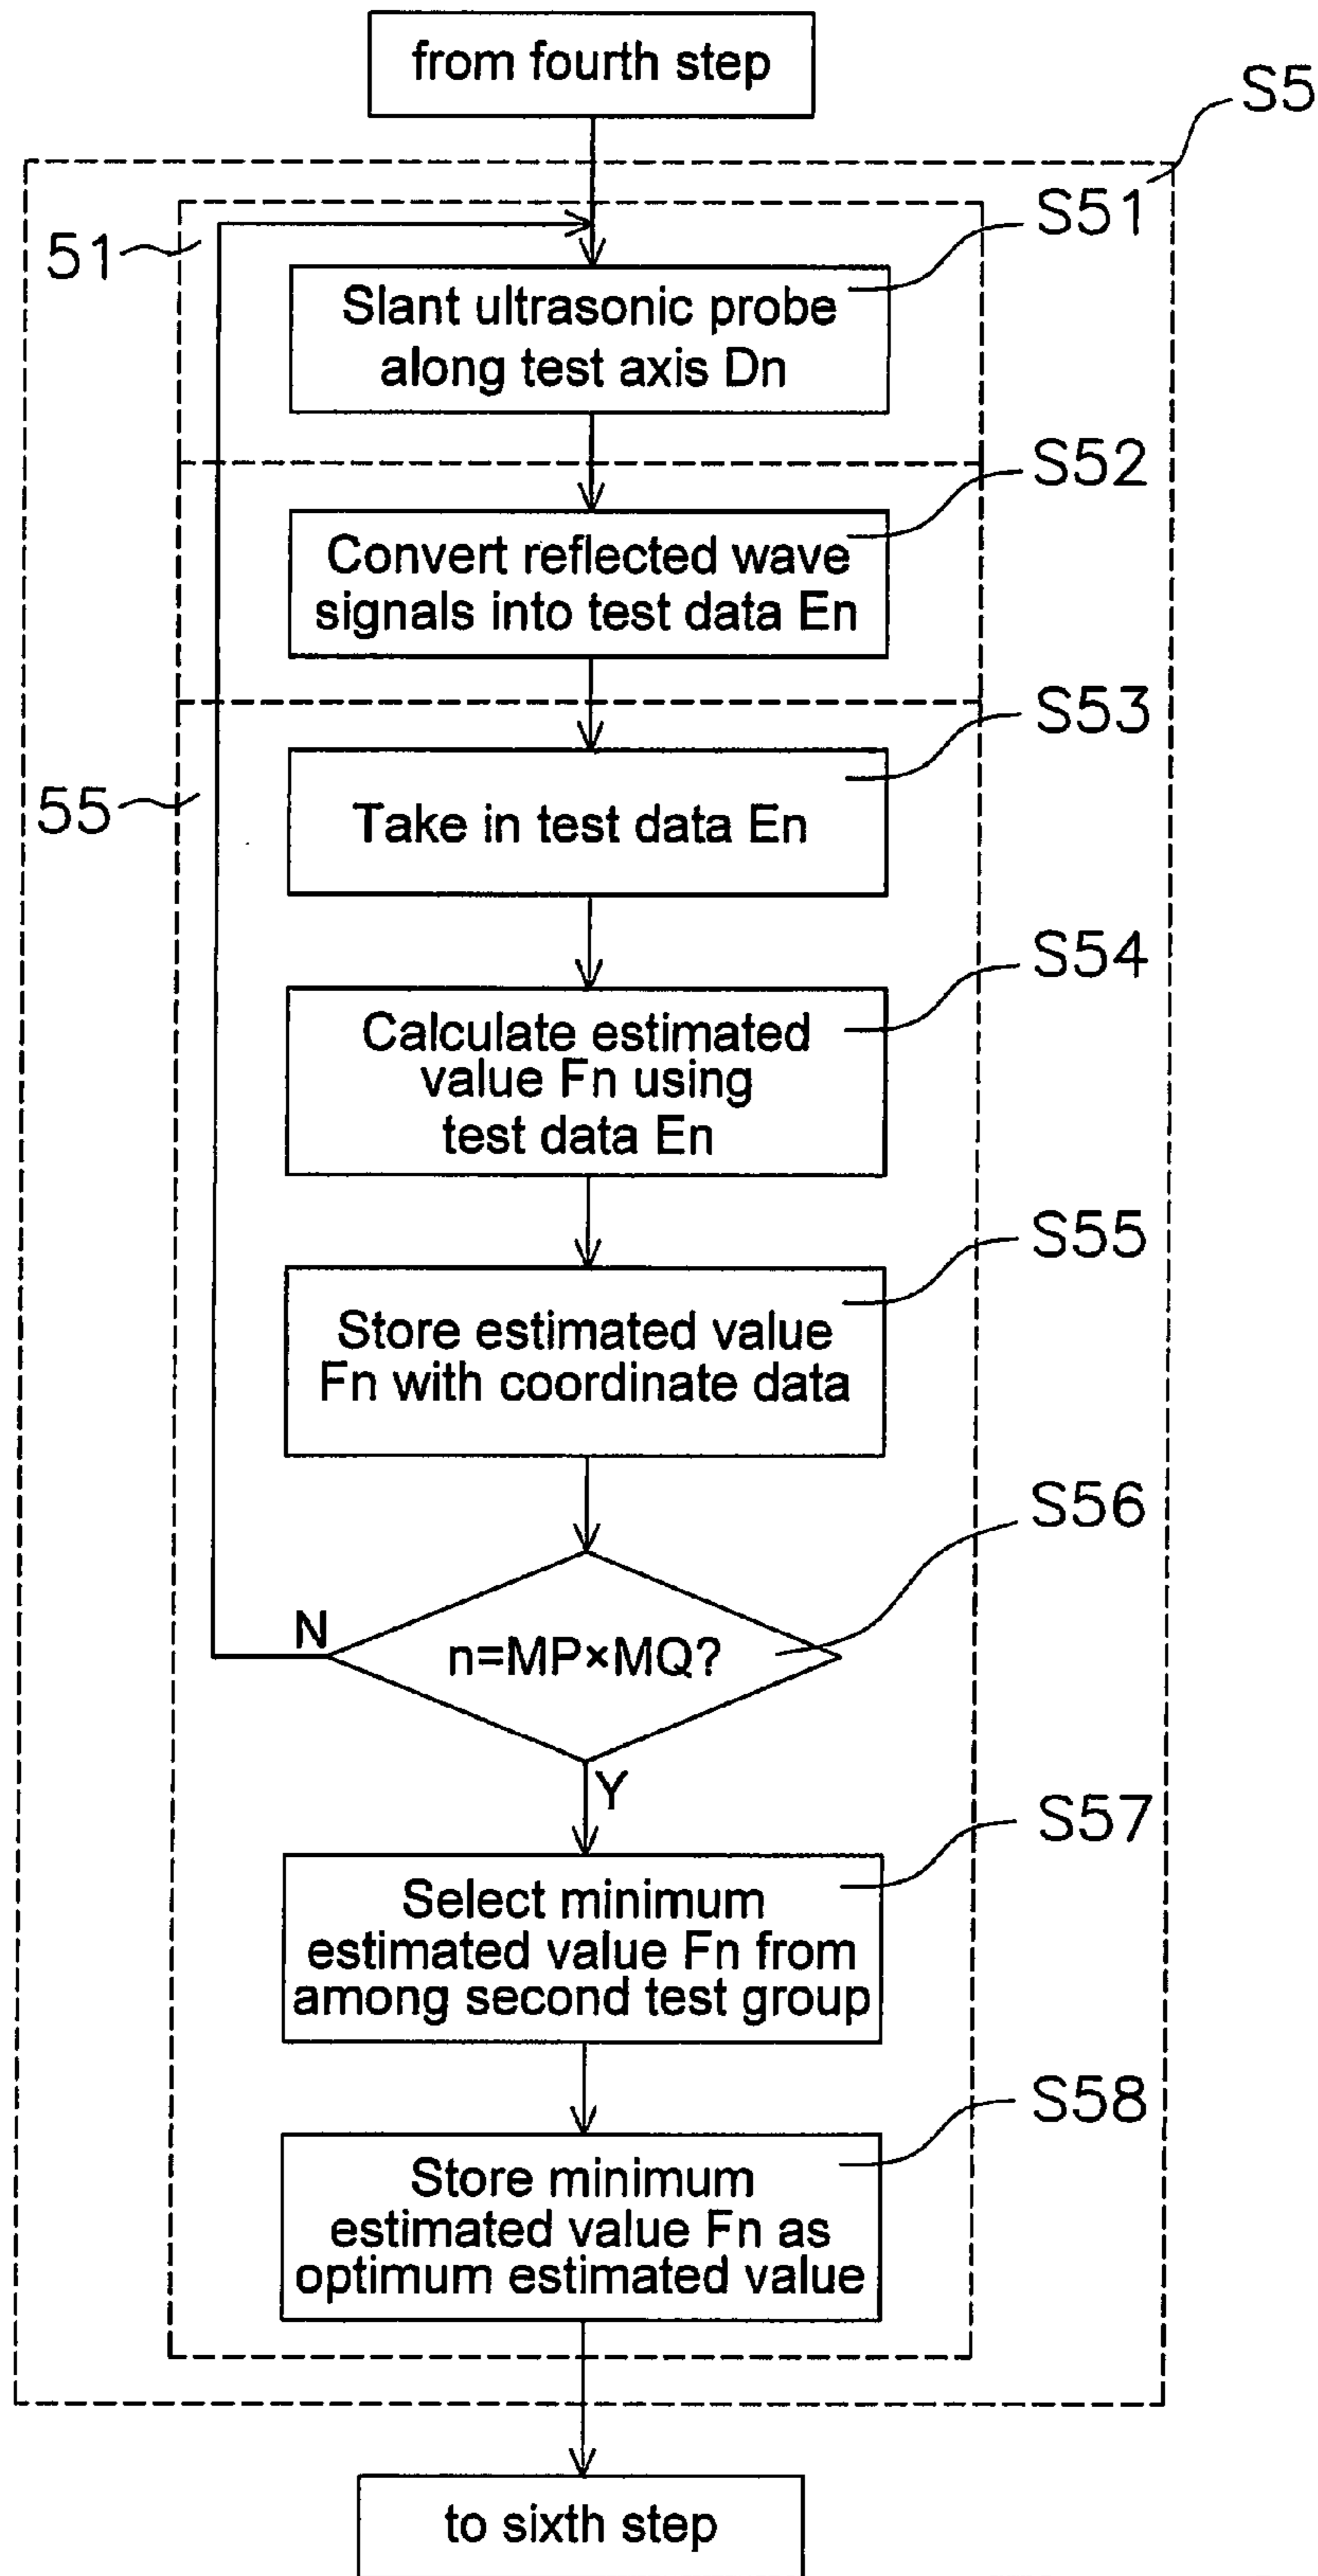 from fourth step
S5
S51
51
Slant ultrasonic probe
along test axis Dn
S52
Convert reflected wave
signals into test data En
S53
55
Take in test data En
S54
Calculate estimated
value Fn using
test data En
S55
Store estimated value
Fn with coordinate data
S56
N
n=MP×MQ?
Y
S57
Select minimum
estimated value Fn from
among second test group
S58
Store minimum
estimated value Fn as
optimum estimated value
to sixth step